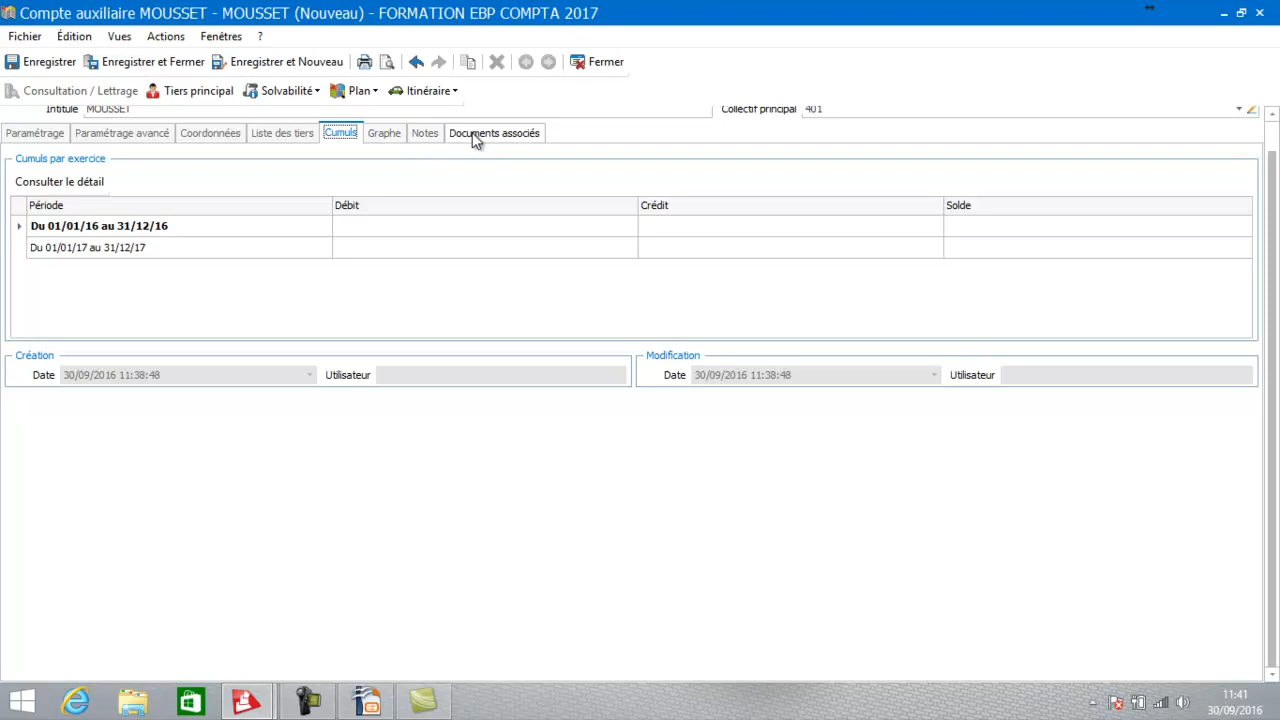 Compte auxiliaire MOUSSET - MOUSSET (Nouveau) - FORMATION EBP COMPTA 2017
Fichier Édition Vues Actions Fenêtres ?
Enregistrer Enregistrer et Fermer Enregistrer et Nouveau Fermer
Consultation / Lettrage Tiers principal Solvabilité Plan Itinéraire
Intitulé MOUSSET Collectif principal 401
Paramétrage Paramétrage avancé Coordonnées Liste des tiers Cumuls Graphe Notes Documents associés
Cumuls par exercice
Consulter le détail
Période Débit Crédit Solde
Du 01/01/16 au 31/12/16
Du 01/01/17 au 31/12/17
Création Modification
Date 30/09/2016 11:38:48 Utilisateur Date 30/09/2016 11:38:48 Utilisateur
11:41
30/09/2016